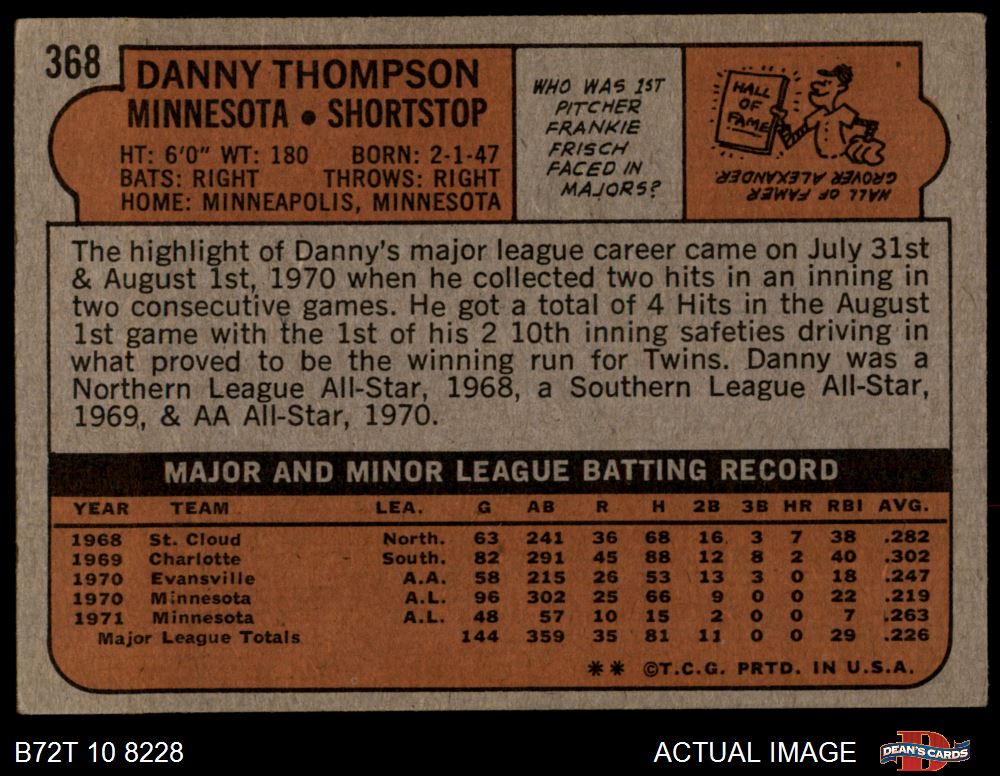 368
DANNY THOMPSON
MINNESOTA • SHORTSTOP
HT: 6'0" WT: 180 BORN: 2-1-47
BATS: RIGHT THROWS: RIGHT
HOME: MINNEAPOLIS, MINNESOTA
WHO WAS 1ST
PITCHER
FRANKIE
FRISCH
FACED IN
MAJORS?
HALL
OF
FAME
HALL OF FAMER
GROVER ALEXANDER.
The highlight of Danny's major league career came on July 31st
& August 1st, 1970 when he collected two hits in an inning in
two consecutive games. He got a total of 4 Hits in the August
1st game with the 1st of his 2 10th inning safeties driving in
what proved to be the winning run for Twins. Danny was a
Northern League All-Star, 1968, a Southern League All-Star,
1969, & AA All-Star, 1970.
MAJOR AND MINOR LEAGUE BATTING RECORD
YEAR TEAM LEA. G AB R H 2B 3B HR RBI AVG.
1968 St. Cloud North. 63 241 36 68 16 3 7 38 .282
1969 Charlotte South. 82 291 45 88 12 8 2 40 .302
1970 Evansville A.A. 58 215 26 53 13 3 0 18 .247
1970 Minnesota A.L. 96 302 25 66 9 0 0 22 .219
1971 Minnesota A.L. 48 57 10 15 2 0 0 7 .263
Major League Totals 144 359 35 81 11 0 0 29 .226
** ©T.C.G. PRTD. IN U.S.A.
B72T 10 8228
ACTUAL IMAGE
D
DEAN'S CARDS